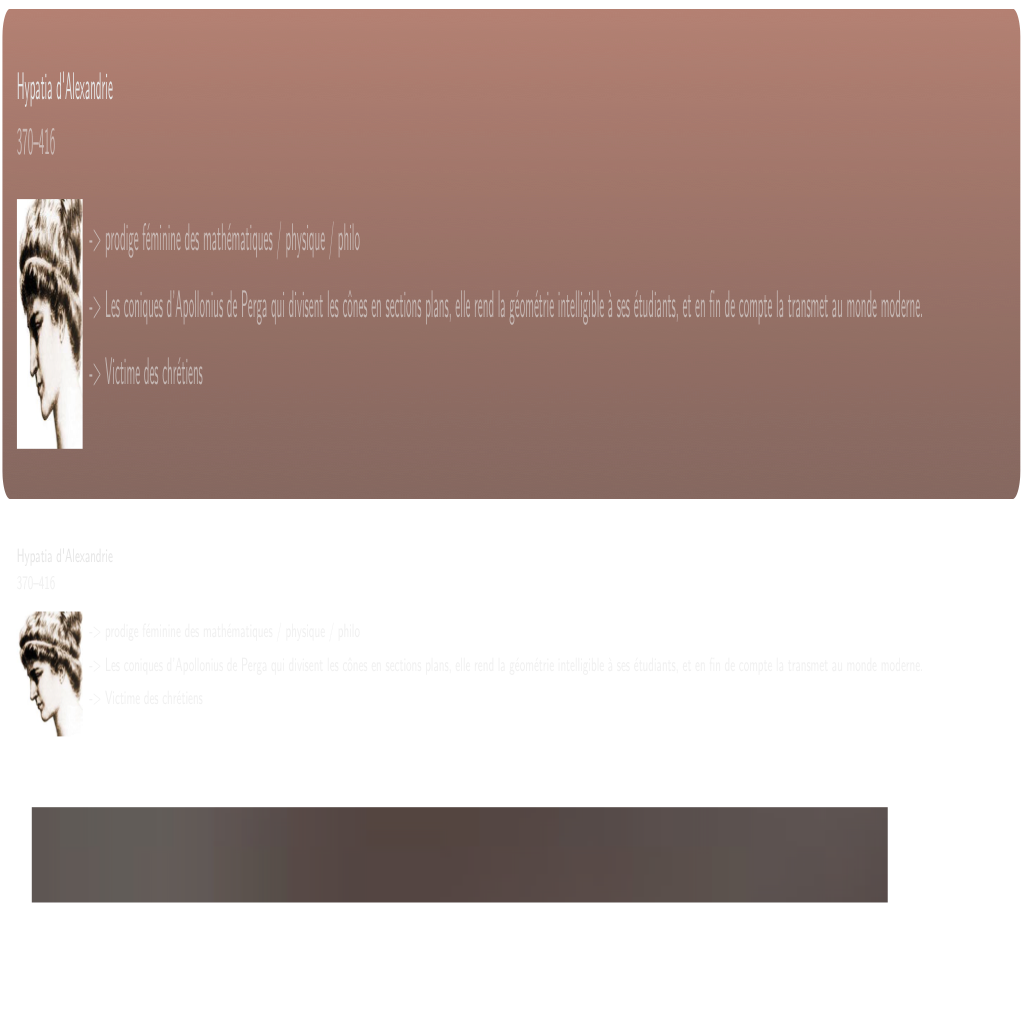 Hypatia d'Alexandrie
370–416
-> prodige féminine des mathématiques / physique / philo
-> Les coniques d'Apollonius de Perga qui divisent les cônes en sections plans, elle rend la géométrie intelligible à ses étudiants, et en fin de compte la transmet au monde moderne.
-> Victime des chrétiens
Hypatia d'Alexandrie
370–416
-> prodige féminine des mathématiques / physique / philo
-> Les coniques d'Apollonius de Perga qui divisent les cônes en sections plans, elle rend la géométrie intelligible à ses étudiants, et en fin de compte la transmet au monde moderne.
-> Victime des chrétiens